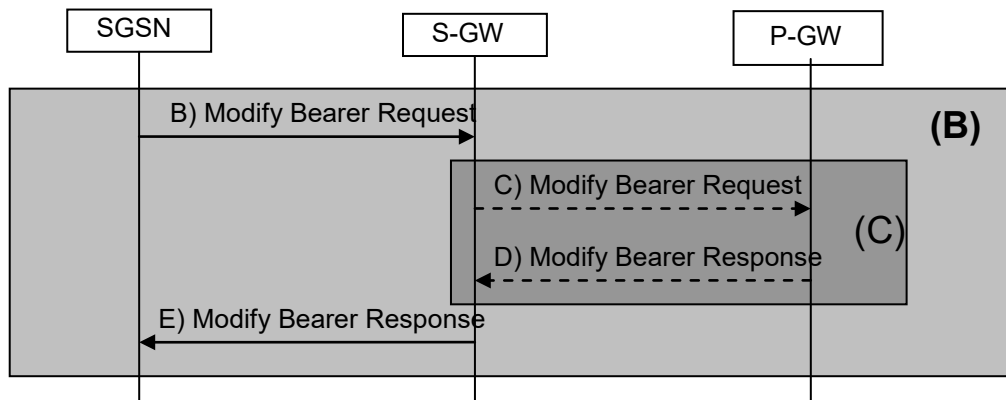 SGSN
S-GW
P-GW
B) Modify Bearer Request
(B)
C) Modify Bearer Request
(C)
D) Modify Bearer Response
E) Modify Bearer Response